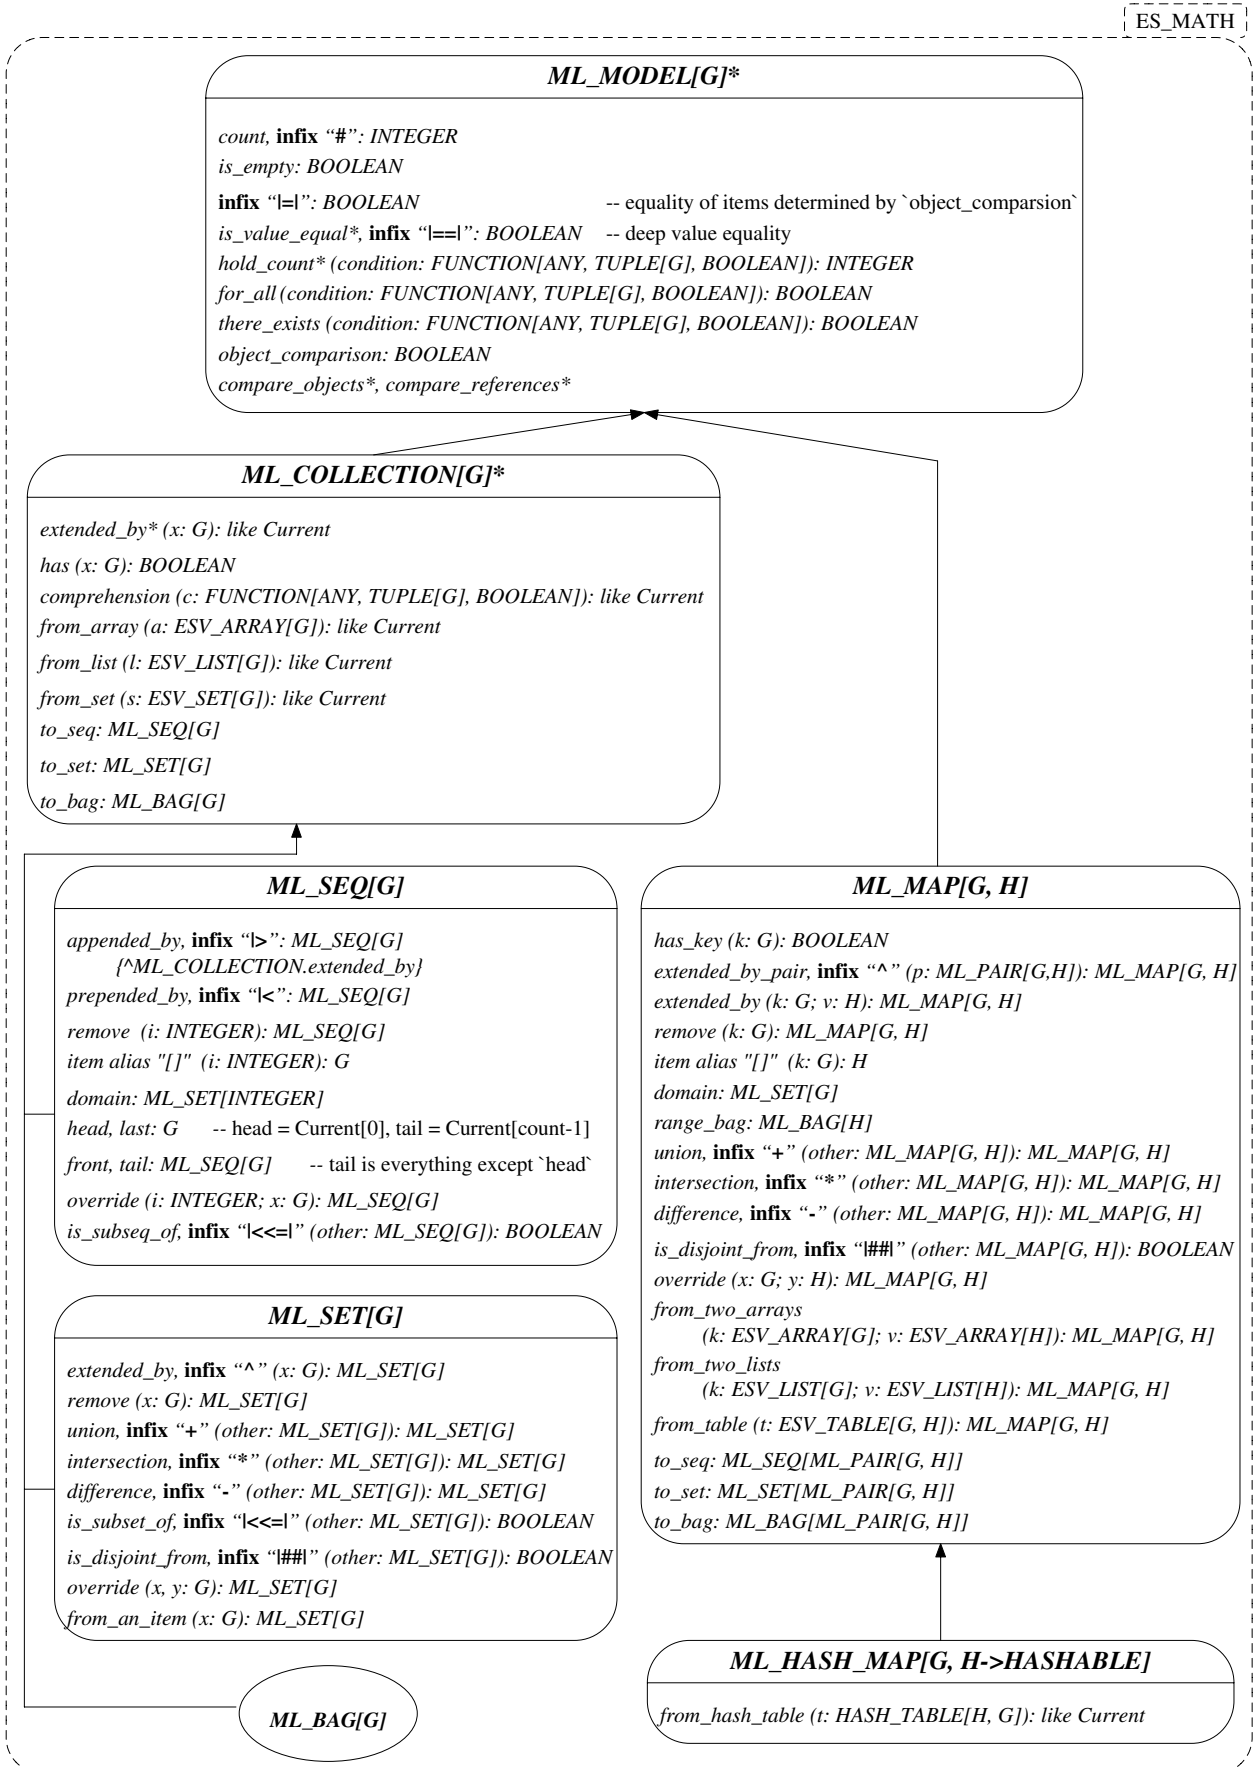 ES_MATH
ML_MODEL[G]*
count, infix “#”: INTEGER
is_empty: BOOLEAN
infix “|=|”: BOOLEAN -- equality of items determined by `object_comparsion`
is_value_equal*, infix “|==|”: BOOLEAN -- deep value equality
hold_count* (condition: FUNCTION[ANY, TUPLE[G], BOOLEAN]): INTEGER
for_all (condition: FUNCTION[ANY, TUPLE[G], BOOLEAN]): BOOLEAN
there_exists (condition: FUNCTION[ANY, TUPLE[G], BOOLEAN]): BOOLEAN
object_comparison: BOOLEAN
compare_objects*, compare_references*
ML_COLLECTION[G]*
extended_by* (x: G): like Current
has (x: G): BOOLEAN
comprehension (c: FUNCTION[ANY, TUPLE[G], BOOLEAN]): like Current
from_array (a: ESV_ARRAY[G]): like Current
from_list (l: ESV_LIST[G]): like Current
from_set (s: ESV_SET[G]): like Current
to_seq: ML_SEQ[G]
to_set: ML_SET[G]
to_bag: ML_BAG[G]
ML_SEQ[G]
appended_by, infix “|>”: ML_SEQ[G]
{^ML_COLLECTION.extended_by}
prepended_by, infix “|<”: ML_SEQ[G]
remove (i: INTEGER): ML_SEQ[G]
item alias "[]" (i: INTEGER): G
domain: ML_SET[INTEGER]
head, last: G -- head = Current[0], tail = Current[count-1]
front, tail: ML_SEQ[G] -- tail is everything except `head`
override (i: INTEGER; x: G): ML_SEQ[G]
is_subseq_of, infix “|<<=|” (other: ML_SEQ[G]): BOOLEAN
ML_SET[G]
extended_by, infix “^” (x: G): ML_SET[G]
remove (x: G): ML_SET[G]
union, infix “+” (other: ML_SET[G]): ML_SET[G]
intersection, infix “*” (other: ML_SET[G]): ML_SET[G]
difference, infix “-” (other: ML_SET[G]): ML_SET[G]
is_subset_of, infix “|<<=|” (other: ML_SET[G]): BOOLEAN
is_disjoint_from, infix “|##|” (other: ML_SET[G]): BOOLEAN
override (x, y: G): ML_SET[G]
from_an_item (x: G): ML_SET[G]
ML_BAG[G]
ML_MAP[G, H]
has_key (k: G): BOOLEAN
extended_by_pair, infix “^” (p: ML_PAIR[G,H]): ML_MAP[G, H]
extended_by (k: G; v: H): ML_MAP[G, H]
remove (k: G): ML_MAP[G, H]
item alias "[]" (k: G): H
domain: ML_SET[G]
range_bag: ML_BAG[H]
union, infix “+” (other: ML_MAP[G, H]): ML_MAP[G, H]
intersection, infix “*” (other: ML_MAP[G, H]): ML_MAP[G, H]
difference, infix “-” (other: ML_MAP[G, H]): ML_MAP[G, H]
is_disjoint_from, infix “|##|” (other: ML_MAP[G, H]): BOOLEAN
override (x: G; y: H): ML_MAP[G, H]
from_two_arrays
(k: ESV_ARRAY[G]; v: ESV_ARRAY[H]): ML_MAP[G, H]
from_two_lists
(k: ESV_LIST[G]; v: ESV_LIST[H]): ML_MAP[G, H]
from_table (t: ESV_TABLE[G, H]): ML_MAP[G, H]
to_seq: ML_SEQ[ML_PAIR[G, H]]
to_set: ML_SET[ML_PAIR[G, H]]
to_bag: ML_BAG[ML_PAIR[G, H]]
ML_HASH_MAP[G, H->HASHABLE]
from_hash_table (t: HASH_TABLE[H, G]): like Current